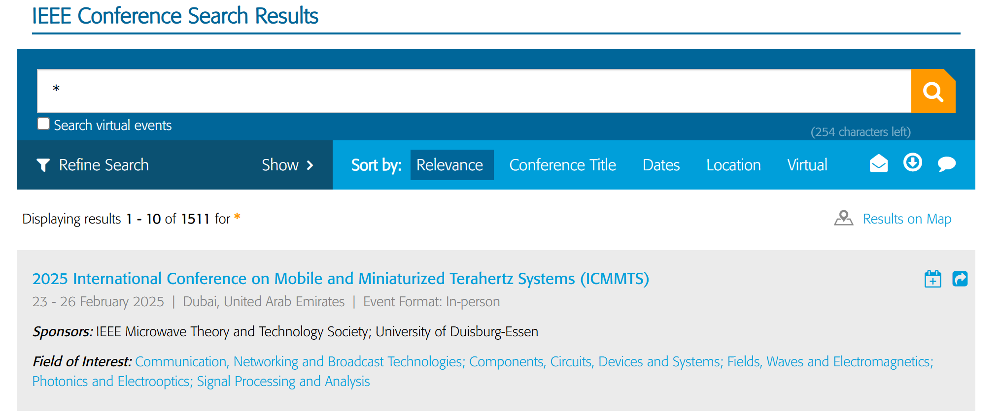 IEEE Conference Search Results
*
Search virtual events
(254 characters left)
Refine Search Show Sort by: Relevance Conference Title Dates Location Virtual
Displaying results 1 - 10 of 1511 for * Results on Map
2025 International Conference on Mobile and Miniaturized Terahertz Systems (ICMMTS)
23 - 26 February 2025 | Dubai, United Arab Emirates | Event Format: In-person
Sponsors: IEEE Microwave Theory and Technology Society; University of Duisburg-Essen
Field of Interest: Communication, Networking and Broadcast Technologies; Components, Circuits, Devices and Systems; Fields, Waves and Electromagnetics;
Photonics and Electrooptics; Signal Processing and Analysis